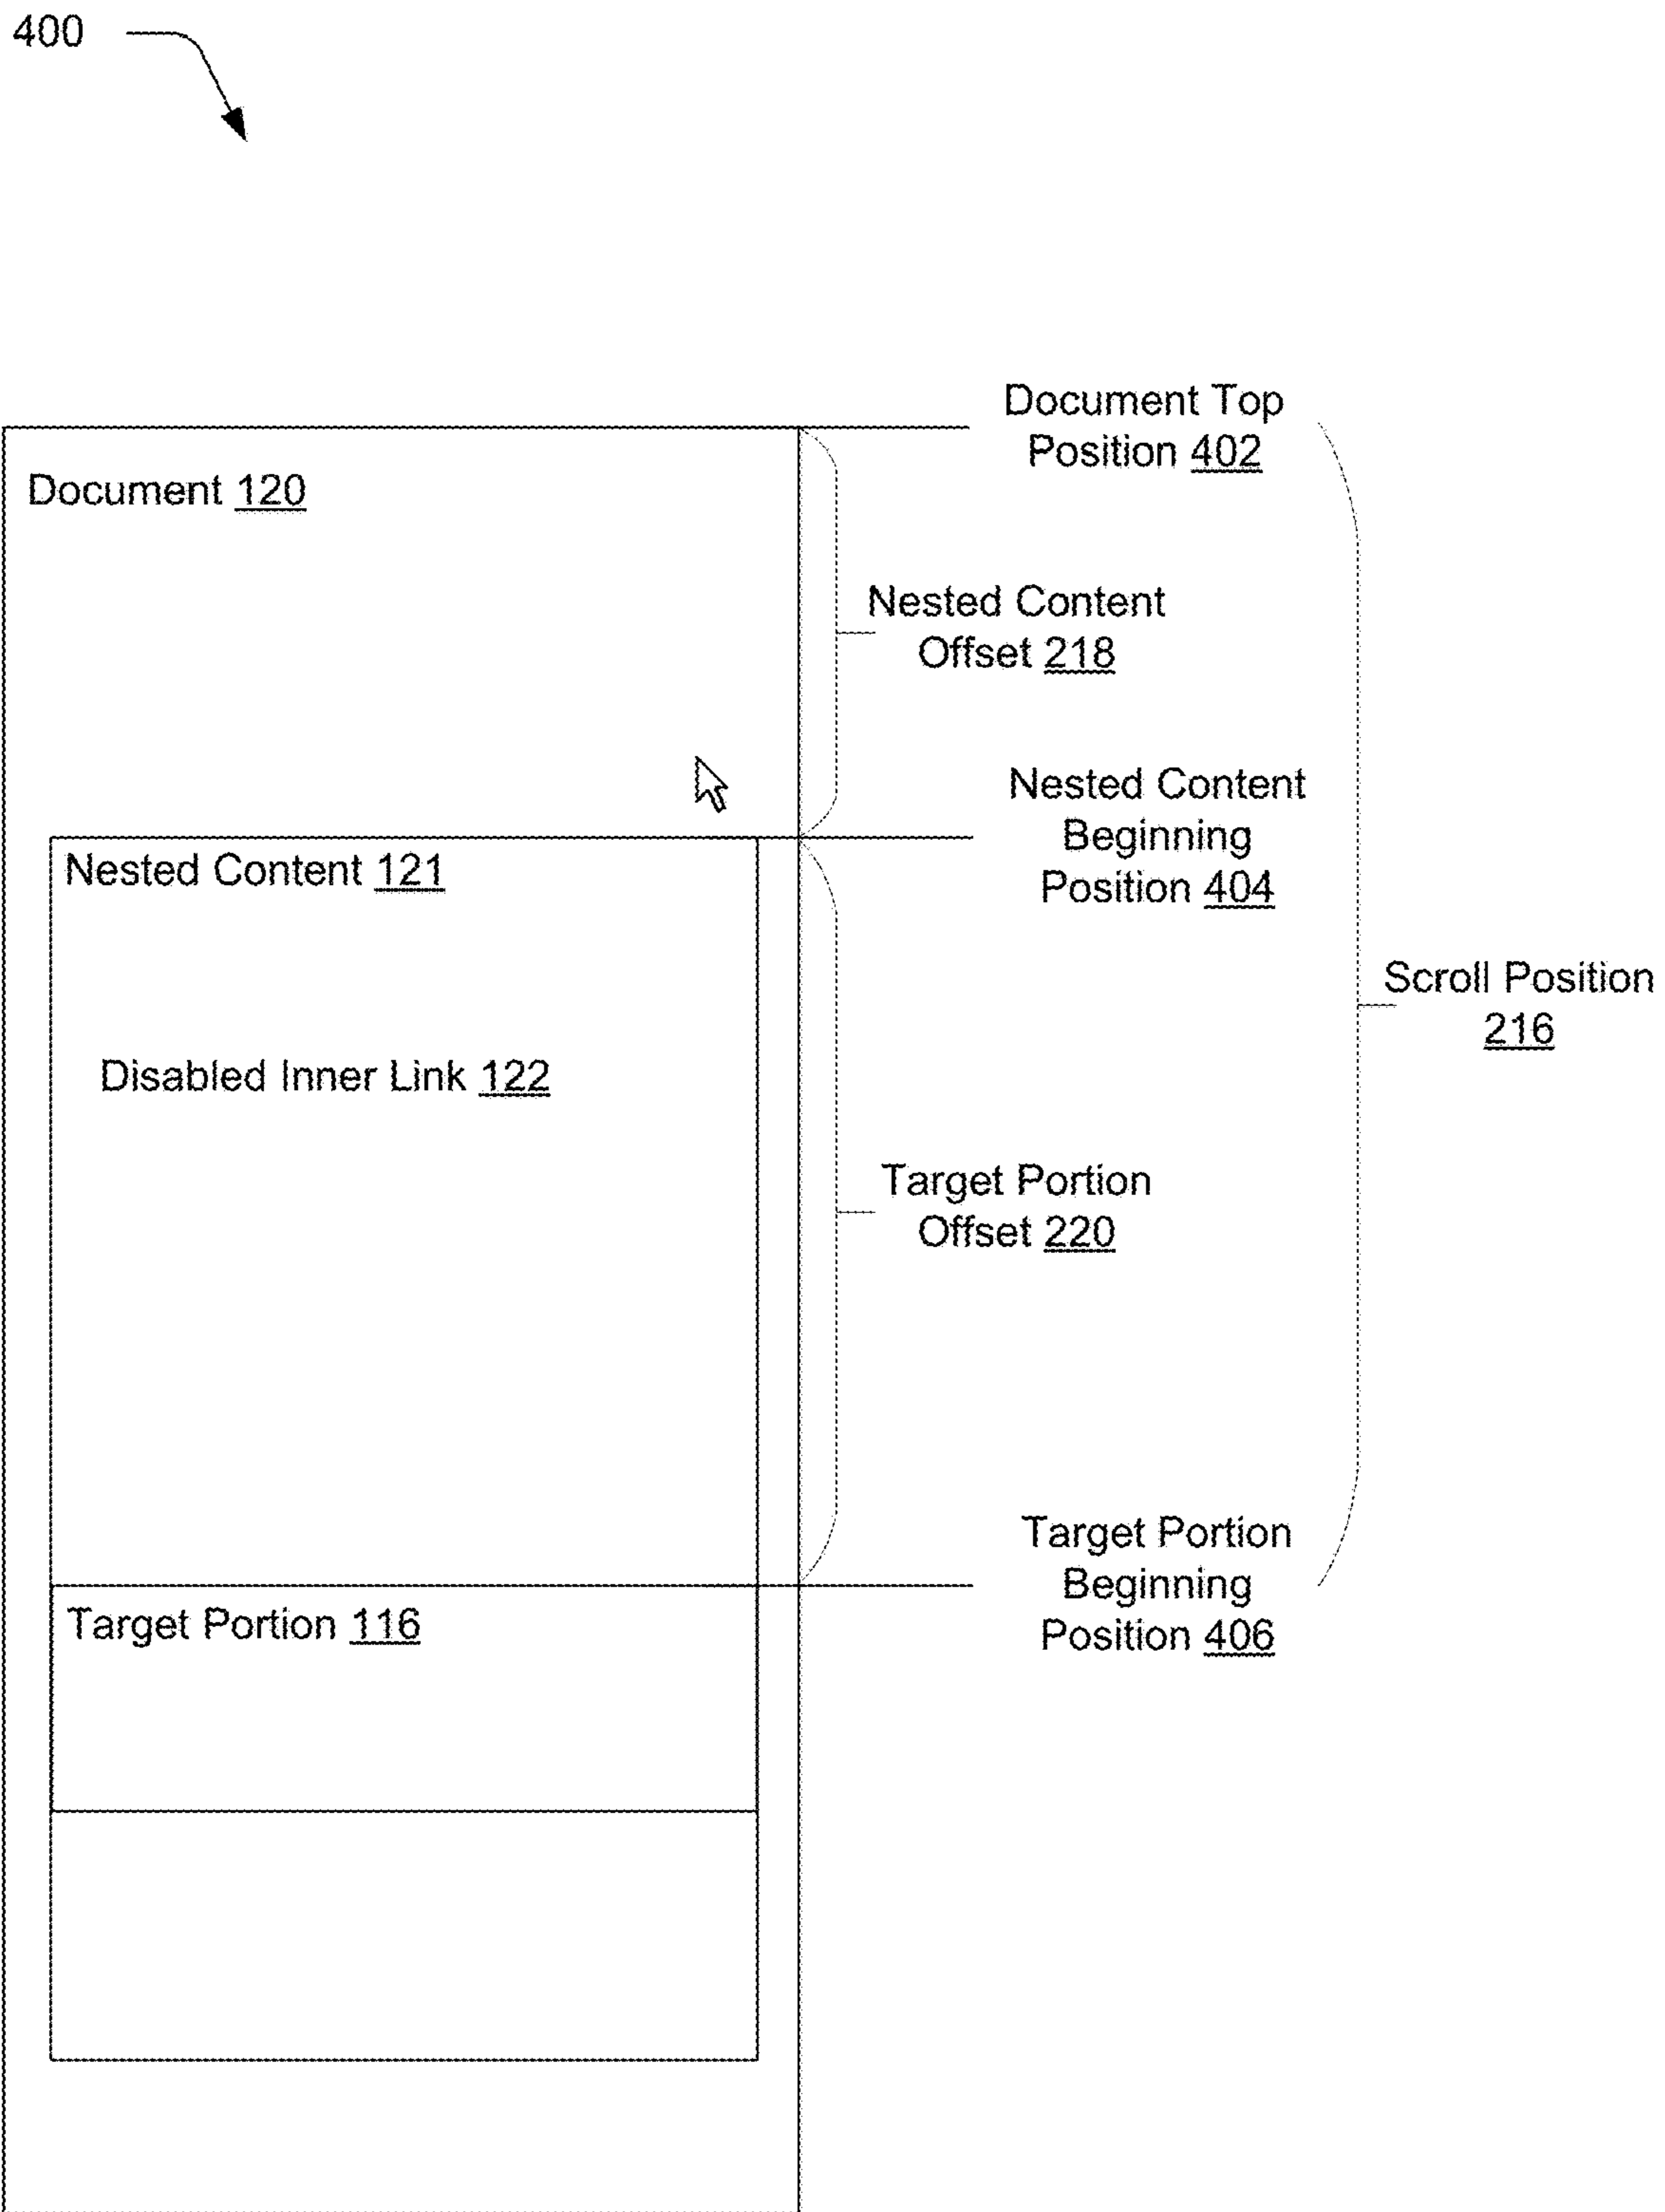 400
Document Top
Position 402
Document 120
Nested Content
Offset 218
Nested Content
Beginning
Position 404
Nested Content 121
Scroll Position
216
Disabled Inner Link 122
Target Portion
Offset 220
Target Portion
Beginning
Position 406
Target Portion 116